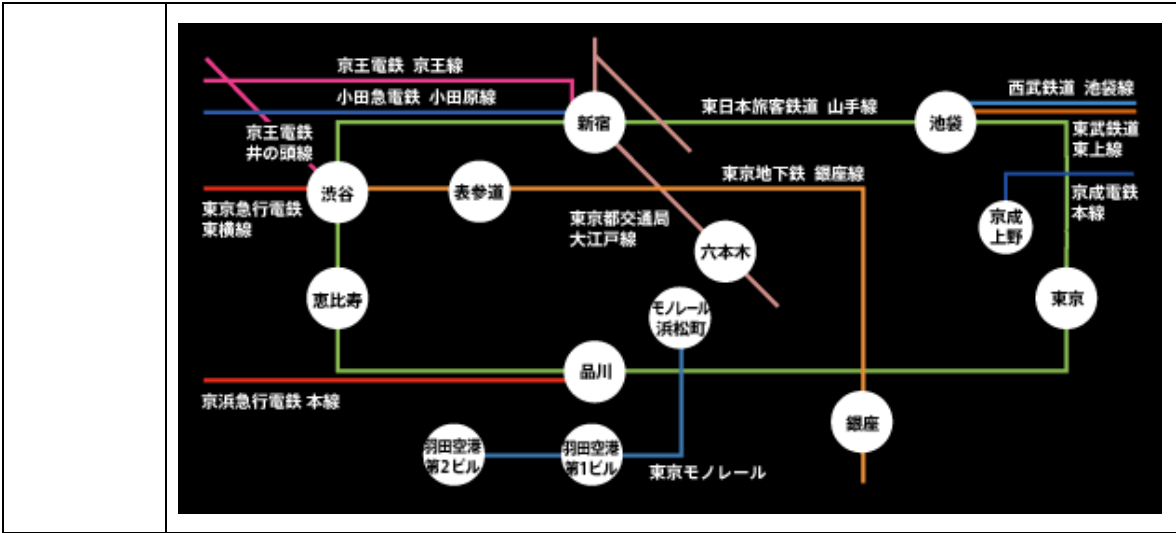 京王電鉄 京王線
小田急電鉄 小田原線
西武鉄道 池袋線
東日本旅客鉄道 山手線
新宿
池袋
京王電鉄
井の頭線
東武鉄道
東上線
東京地下鉄 銀座線
渋谷
表参道
京成電鉄
本線
東京急行電鉄
東横線
東京都交通局
大江戸線
京成
上野
六本木
恵比寿
モノレール
浜松町
東京
品川
京浜急行電鉄 本線
銀座
羽田空港
第2ビル
羽田空港
第1ビル
東京モノレール